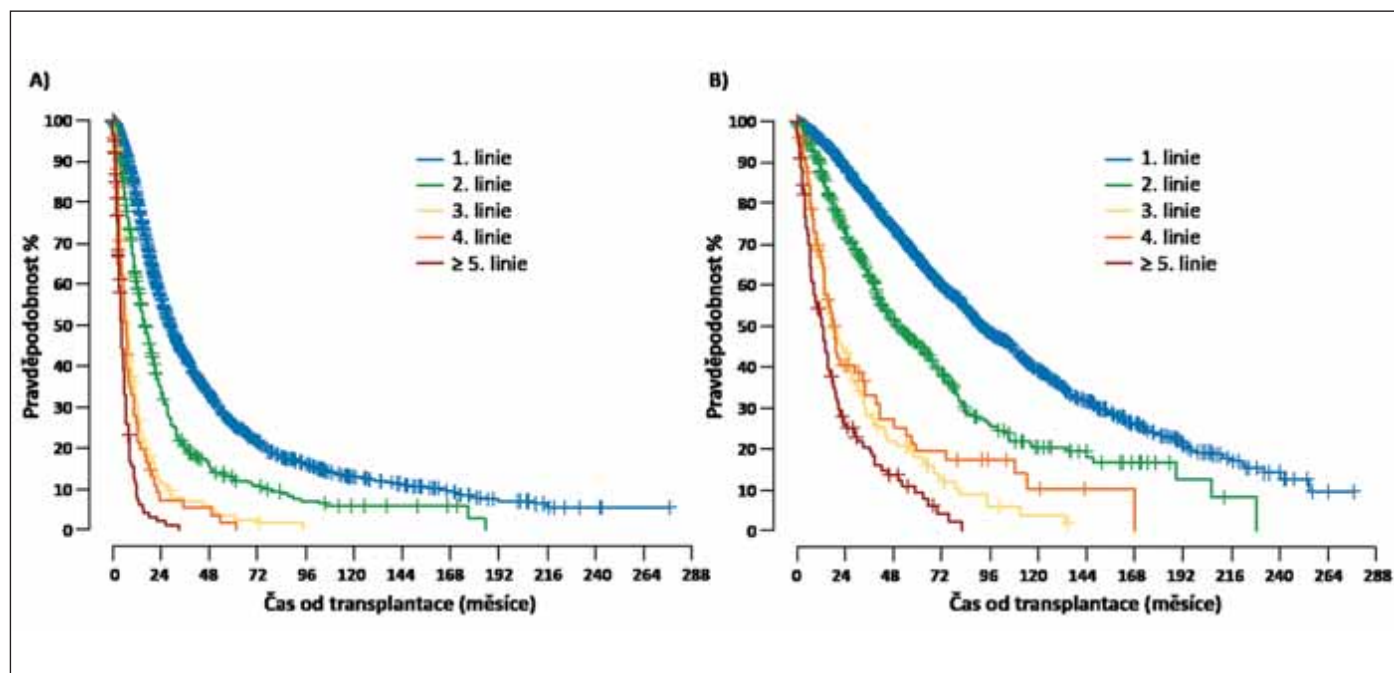 A)
100
90
80
70
60
50
40
30
20
10
0
Pravděpodobnost %
1. linie
2. linie
3. linie
4. linie
≥ 5. linie
0 24 48 72 96 120 144 168 192 216 240 264 288
Čas od transplantace (měsíce)
B)
100
90
80
70
60
50
40
30
20
10
0
Pravděpodobnost %
1. linie
2. linie
3. linie
4. linie
≥ 5. linie
0 24 48 72 96 120 144 168 192 216 240 264 288
Čas od transplantace (měsíce)